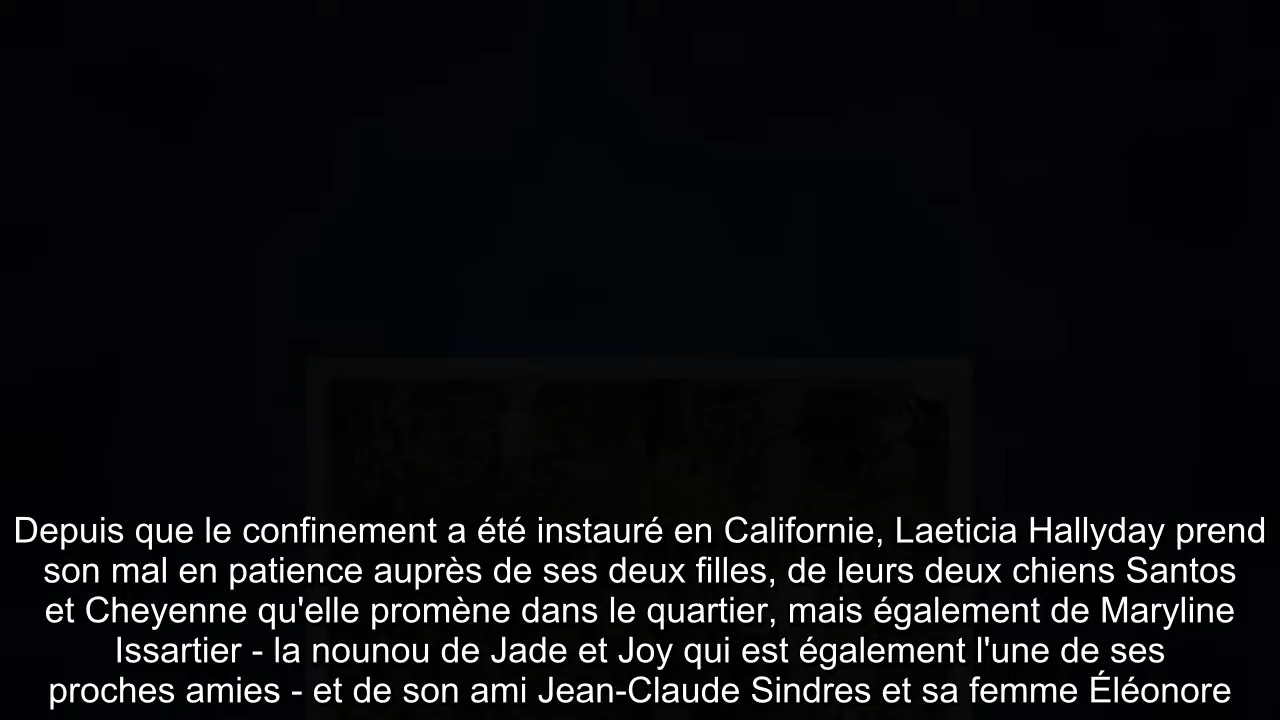 Depuis que le confinement a été instauré en Californie, Laeticia Hallyday prend
son mal en patience auprès de ses deux filles, de leurs deux chiens Santos
et Cheyenne qu'elle promène dans le quartier, mais également de Maryline
Issartier - la nounou de Jade et Joy qui est également l'une de ses
proches amies - et de son ami Jean-Claude Sindres et sa femme Éléonore